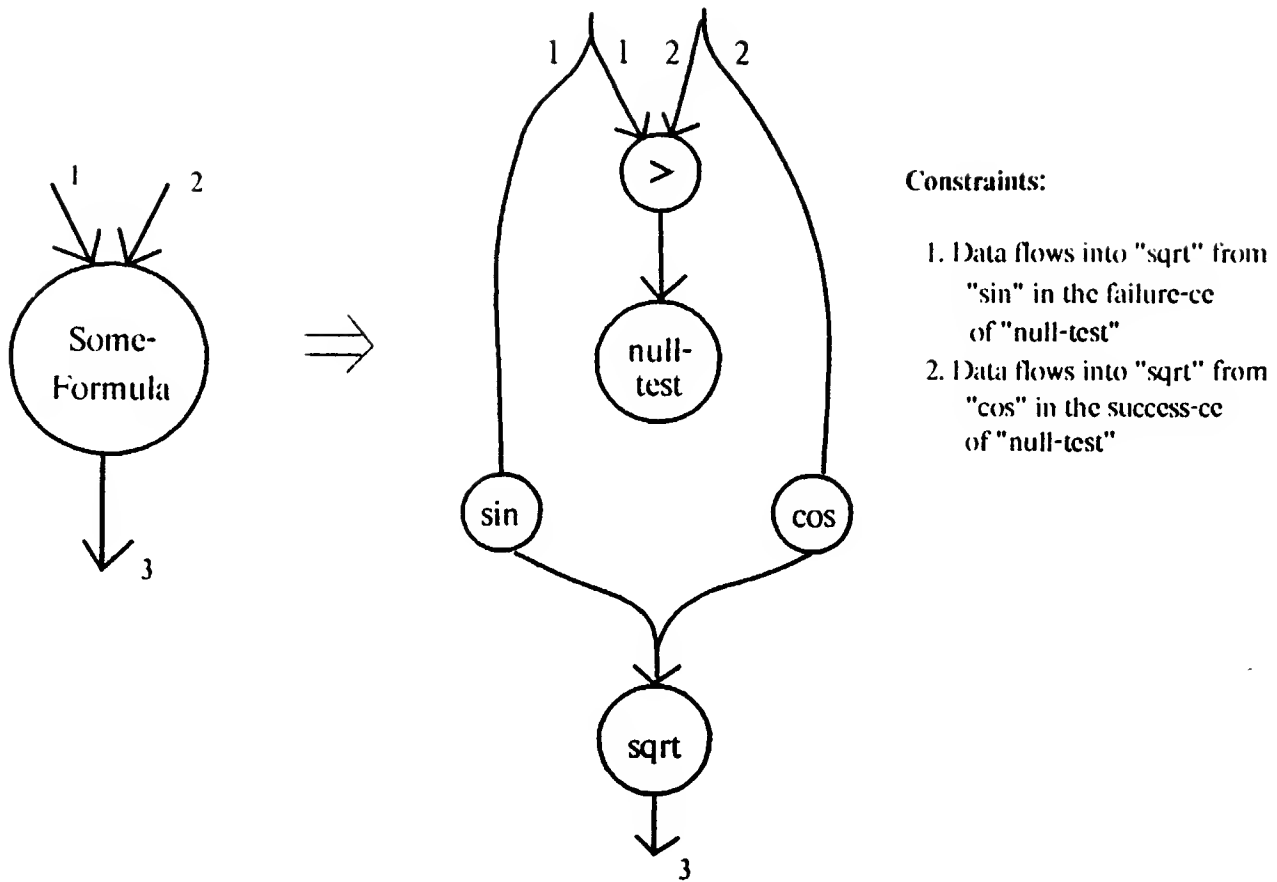 1 1 2 2
1 2
>
Some-
Formula
null-
test
sin
cos
sqrt
3
3
Constraints:
1. Data flows into "sqrt" from
"sin" in the failure-ce
of "null-test"
2. Data flows into "sqrt" from
"cos" in the success-ce
of "null-test"